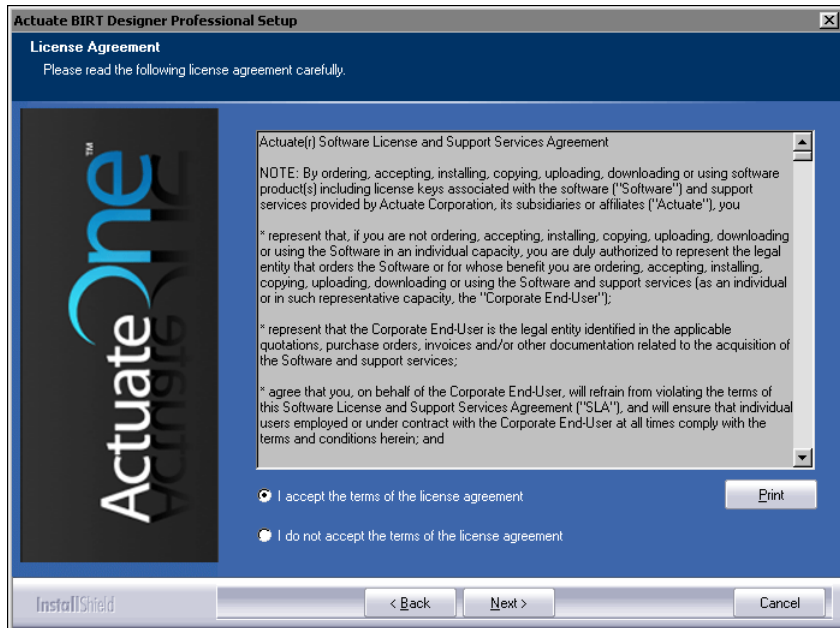 Actuate BIRT Designer Professional Setup
License Agreement
Please read the following license agreement carefully.
ActuateOne™
Actuate(r) Software License and Support Services Agreement
NOTE: By ordering, accepting, installing, copying, uploading, downloading or using software
product(s) including license keys associated with the software ("Software") and support
services provided by Actuate Corporation, its subsidiaries or affiliates ("Actuate"), you
* represent that, if you are not ordering, accepting, installing, copying, uploading, downloading
or using the Software in an individual capacity, you are duly authorized to represent the legal
entity that orders the Software or for whose benefit you are ordering, accepting, installing,
copying, uploading, downloading or using the Software and support services (as an individual
or in such representative capacity, the "Corporate End-User");
* represent that the Corporate End-User is the legal entity identified in the applicable
quotations, purchase orders, invoices and/or other documentation related to the acquisition of
the Software and support services;
* agree that you, on behalf of the Corporate End-User, will refrain from violating the terms of
this Software License and Support Services Agreement ("SLA"), and will ensure that individual
users employed or under contract with the Corporate End-User at all times comply with the
terms and conditions herein; and
I accept the terms of the license agreement
Print
I do not accept the terms of the license agreement
InstallShield
< Back
Next >
Cancel